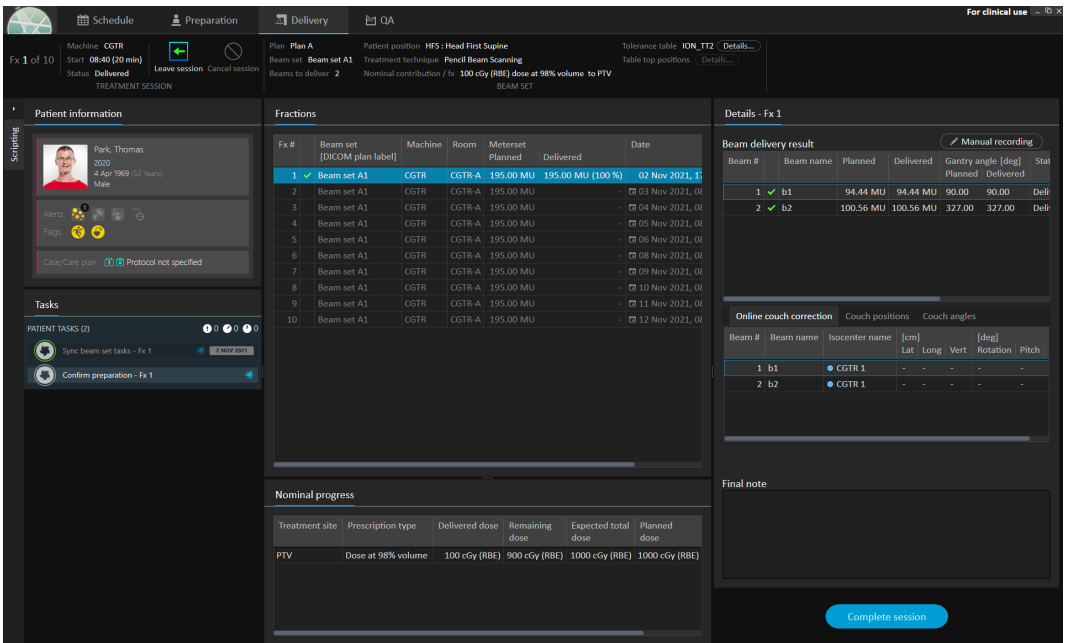 For clinical use
Schedule
Preparation
Delivery
QA
Fx 1 of 10
Machine CGTR
Start 08:40 (20 min)
Status Delivered
Leave session
Cancel session
TREATMENT SESSION
Plan Plan A
Beam set Beam set A1
Beams to deliver 2
Patient position HFS : Head First Supine
Treatment technique Pencil Beam Scanning
Nominal contribution / fx 100 cGy (RBE) dose at 98% volume to PTV
Tolerance table ION_TT2 Details...
Table top positions Details...
BEAM SET
Scripting
Patient information
Park, Thomas
2020
4 Apr 1969 (52 Years)
Male
Alerts: 1
Flags:
Case/Care plan: 1 Protocol not specified
Tasks
PATIENT TASKS (2) 0 0 0
Sync beam set tasks - Fx 1 2 NOV 2021
Confirm preparation - Fx 1
Fractions
Fx # Beam set Machine Room Meterset Date
[DICOM plan label] Planned Delivered
1 Beam set A1 CGTR CGTR-A 195.00 MU 195.00 MU (100 %) 02 Nov 2021, 17
2 Beam set A1 CGTR CGTR-A 195.00 MU - 03 Nov 2021, 08
3 Beam set A1 CGTR CGTR-A 195.00 MU - 04 Nov 2021, 08
4 Beam set A1 CGTR CGTR-A 195.00 MU - 05 Nov 2021, 08
5 Beam set A1 CGTR CGTR-A 195.00 MU - 06 Nov 2021, 08
6 Beam set A1 CGTR CGTR-A 195.00 MU - 08 Nov 2021, 08
7 Beam set A1 CGTR CGTR-A 195.00 MU - 09 Nov 2021, 08
8 Beam set A1 CGTR CGTR-A 195.00 MU - 10 Nov 2021, 08
9 Beam set A1 CGTR CGTR-A 195.00 MU - 11 Nov 2021, 08
10 Beam set A1 CGTR CGTR-A 195.00 MU - 12 Nov 2021, 08
Nominal progress
Treatment site Prescription type Delivered dose Remaining Expected total Planned
dose dose dose
PTV Dose at 98% volume 100 cGy (RBE) 900 cGy (RBE) 1000 cGy (RBE) 1000 cGy (RBE)
Details - Fx 1
Beam delivery result
Manual recording
Beam # Beam name Planned Delivered Gantry angle [deg] Stat
Planned Delivered
1 b1 94.44 MU 94.44 MU 90.00 90.00 Deli
2 b2 100.56 MU 100.56 MU 327.00 327.00 Deli
Online couch correction Couch positions Couch angles
Beam # Beam name Isocenter name [cm] [deg]
Lat Long Vert Rotation Pitch
1 b1 CGTR 1 - - - - -
2 b2 CGTR 1 - - - - -
Final note
Complete session